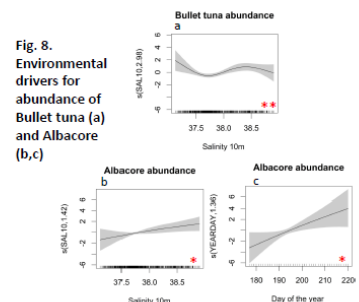 Fig. 8.
Environmental
drivers for
abundance of
Bullet tuna (a)
and Albacore
(b,c)
Bullet tuna abundance
a
s(SAL10,2.98)
6
4
2
0
-2
-6
**
37.5 38.0 38.5
Salinity 10m
Albacore abundance
b
s(SAL10,1.42)
6
4
2
0
-2
-6
*
37.5 38.0 38.5
Salinity 10m
Albacore abundance
c
s(YEARDAY,1.36)
6
4
2
0
-2
-6
*
180 190 200 210 220
Day of the year